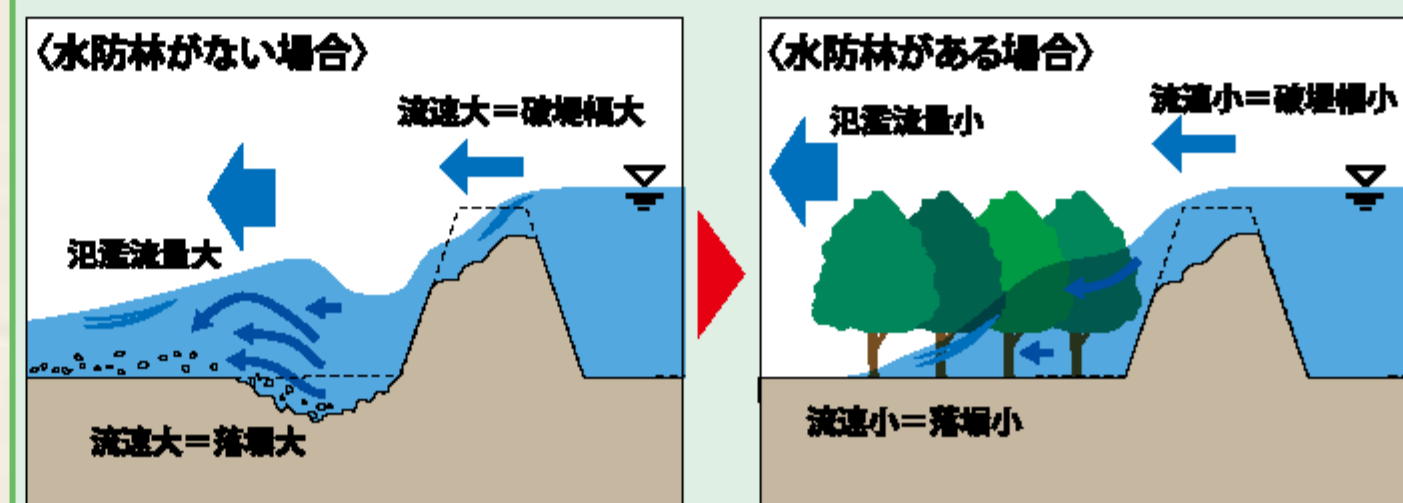 〈水防林がない場合〉
流速大＝破堤幅大
氾濫流量大
流速大＝落堀大
〈水防林がある場合〉
流速小＝破堤幅小
氾濫流量小
流速小＝落堀小